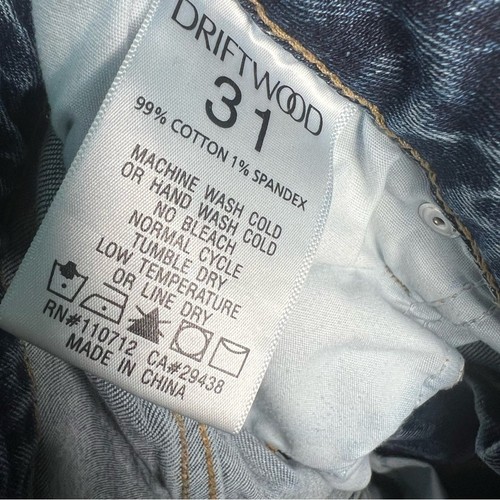 DRIFTWOOD
31
99% COTTON 1% SPANDEX
MACHINE WASH COLD
OR HAND WASH COLD
NO BLEACH
NORMAL CYCLE
TUMBLE DRY
LOW TEMPERATURE
OR LINE DRY
RN#110712 CA#29438
MADE IN CHINA